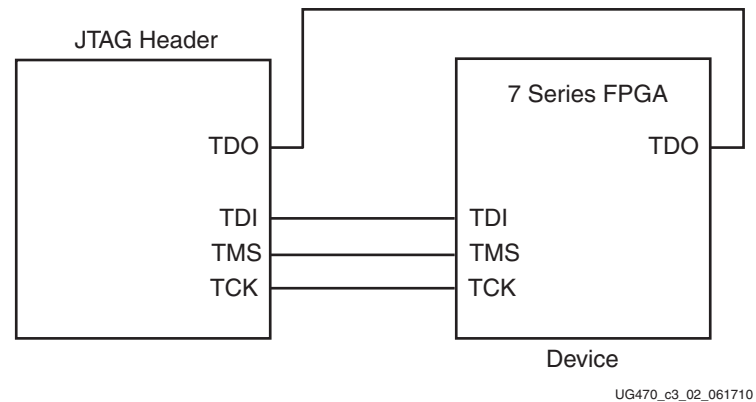 JTAG Header
TDO
TDI
TMS
TCK
7 Series FPGA
TDO
TDI
TMS
TCK
Device
UG470_c3_02_061710